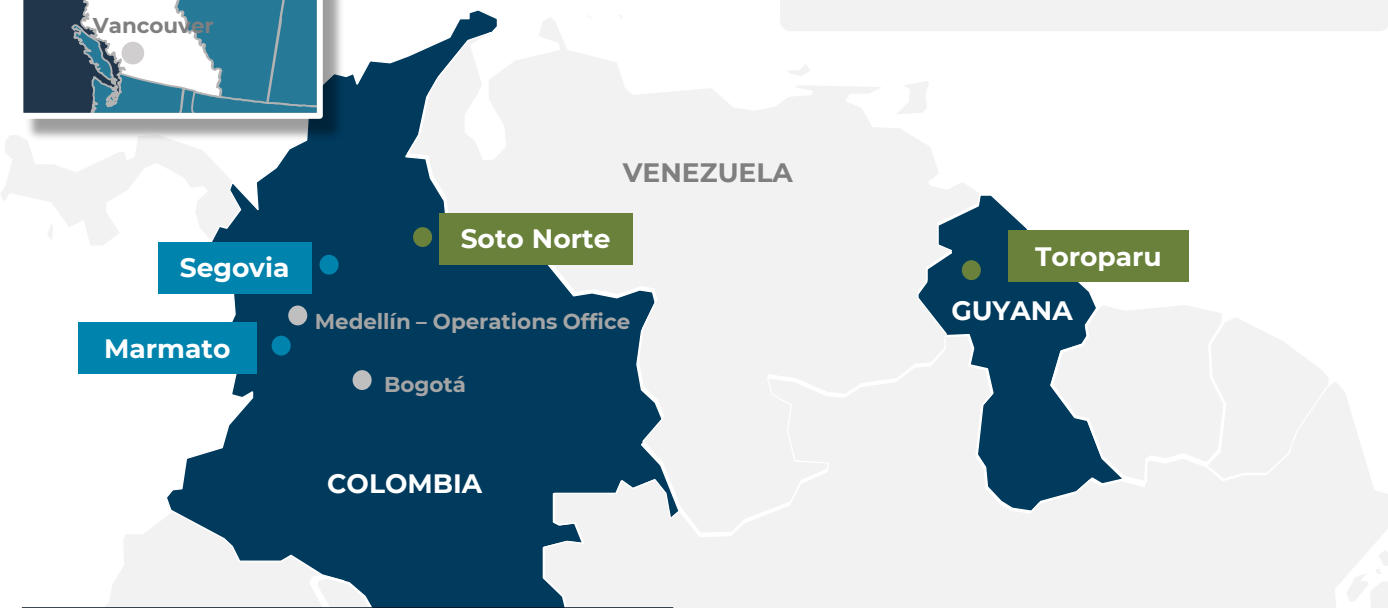 Vancouver
VENEZUELA
Soto Norte
Segovia
Toroparu
GUYANA
Medellín – Operations Office
Marmato
Bogotá
COLOMBIA